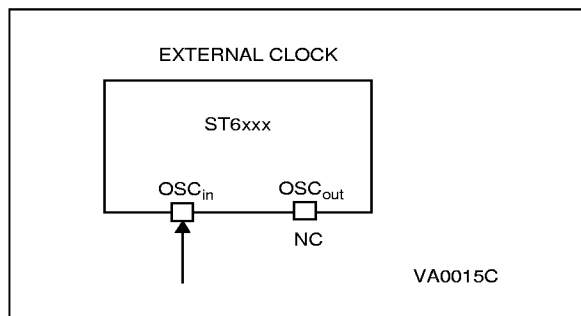 EXTERNAL CLOCK
ST6xxx
OSCin OSCout
NC
VA0015C